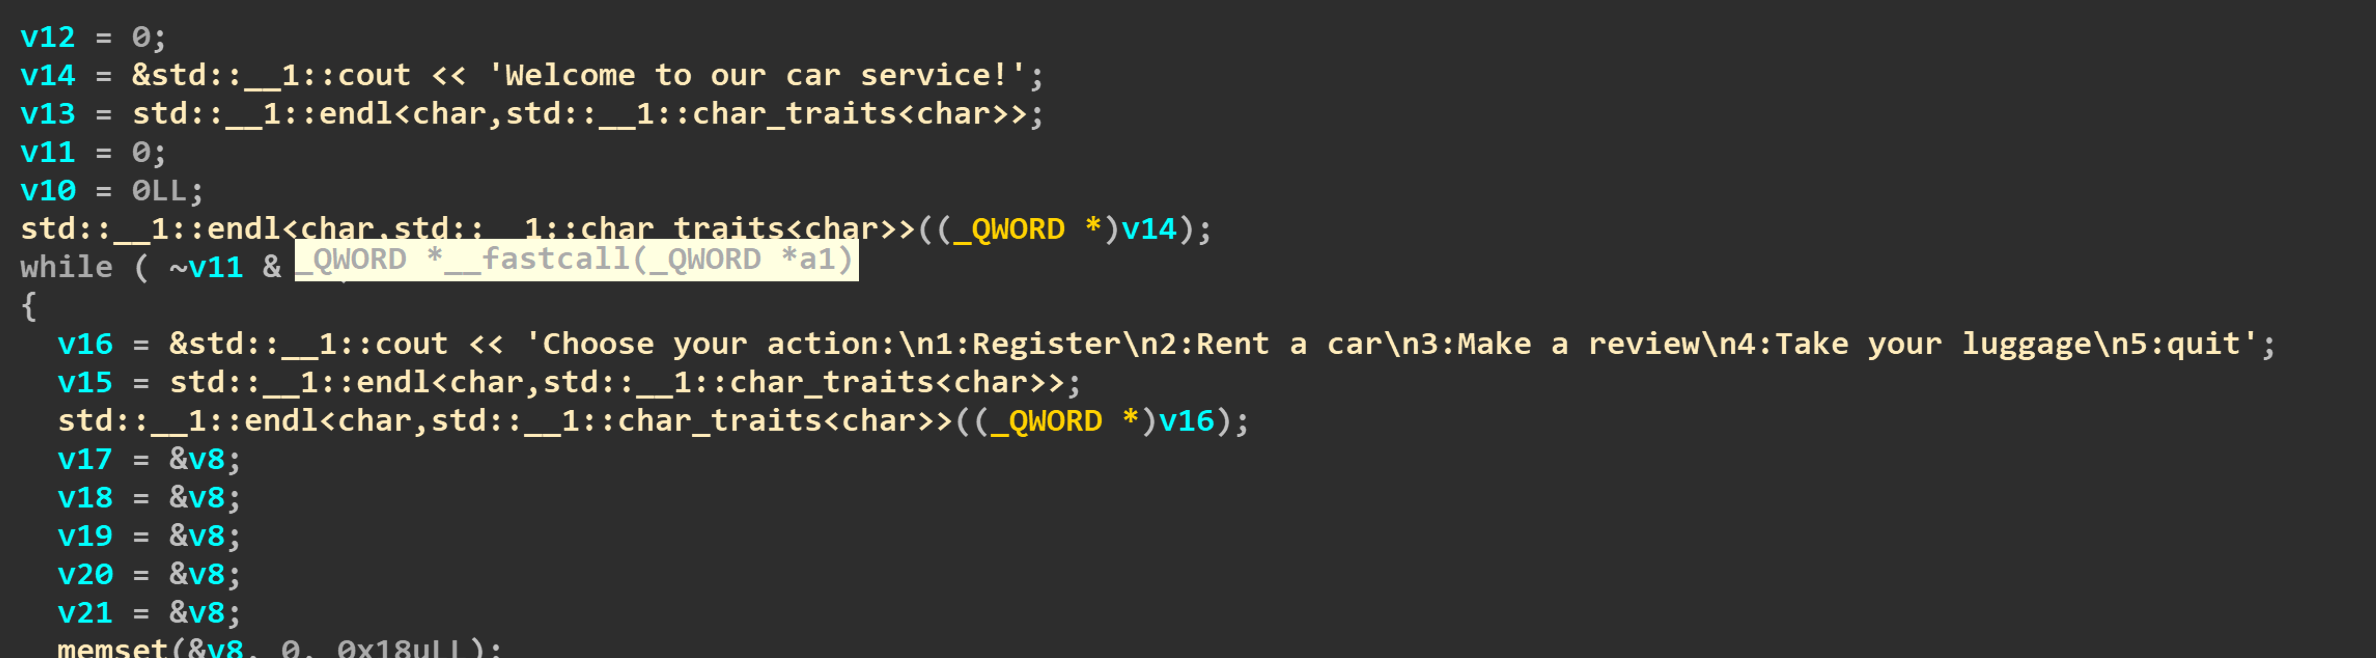 v12 = 0;
v14 = &std::__1::cout << 'Welcome to our car service!';
v13 = std::__1::endl<char,std::__1::char_traits<char>>;
v11 = 0;
v10 = 0LL;
std::__1::endl<char,std::__1::char_traits<char>>((_QWORD *)v14);
while ( ~v11 &
_QWORD *__fastcall(_QWORD *a1)
{
v16 = &std::__1::cout << 'Choose your action:\n1:Register\n2:Rent a car\n3:Make a review\n4:Take your luggage\n5:quit';
v15 = std::__1::endl<char,std::__1::char_traits<char>>;
std::__1::endl<char,std::__1::char_traits<char>>((_QWORD *)v16);
v17 = &v8;
v18 = &v8;
v19 = &v8;
v20 = &v8;
v21 = &v8;
memset(&v8, 0, 0x18uLL);